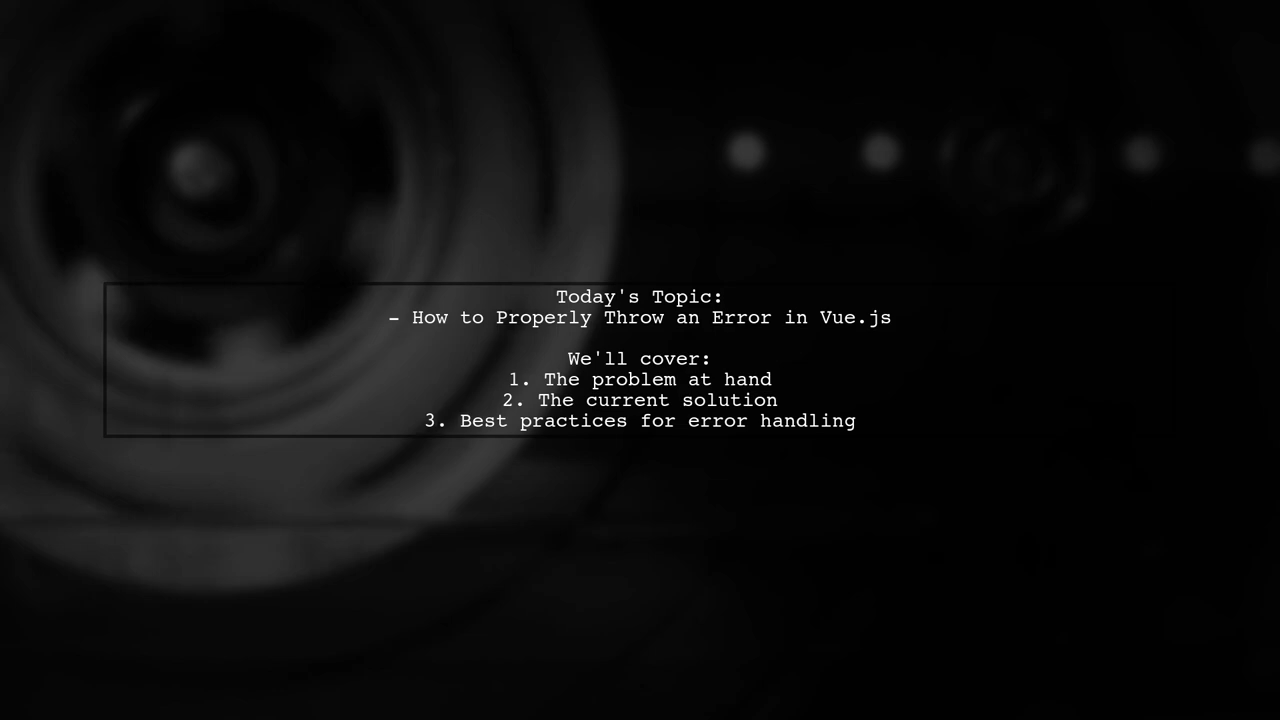 Today's Topic:
– How to Properly Throw an Error in Vue.js
We'll cover:
1. The problem at hand
2. The current solution
3. Best practices for error handling